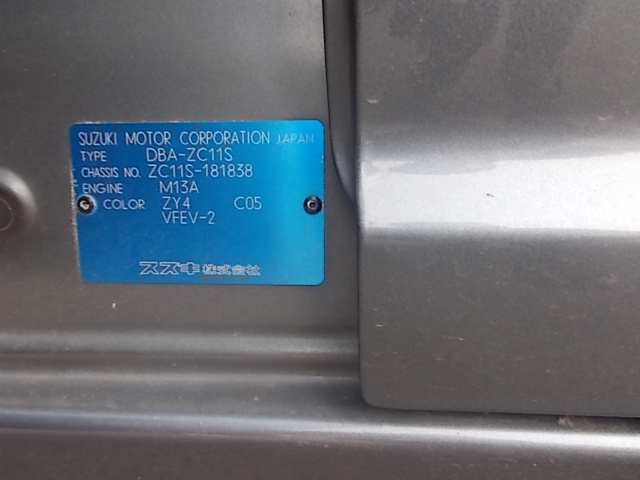 SUZUKI MOTOR CORPORATION JAPAN
TYPE DBA-ZC11S
CHASSIS NO. ZC11S-181838
ENGINE M13A
COLOR ZY4 C05
VFEV-2
スズキ株式会社